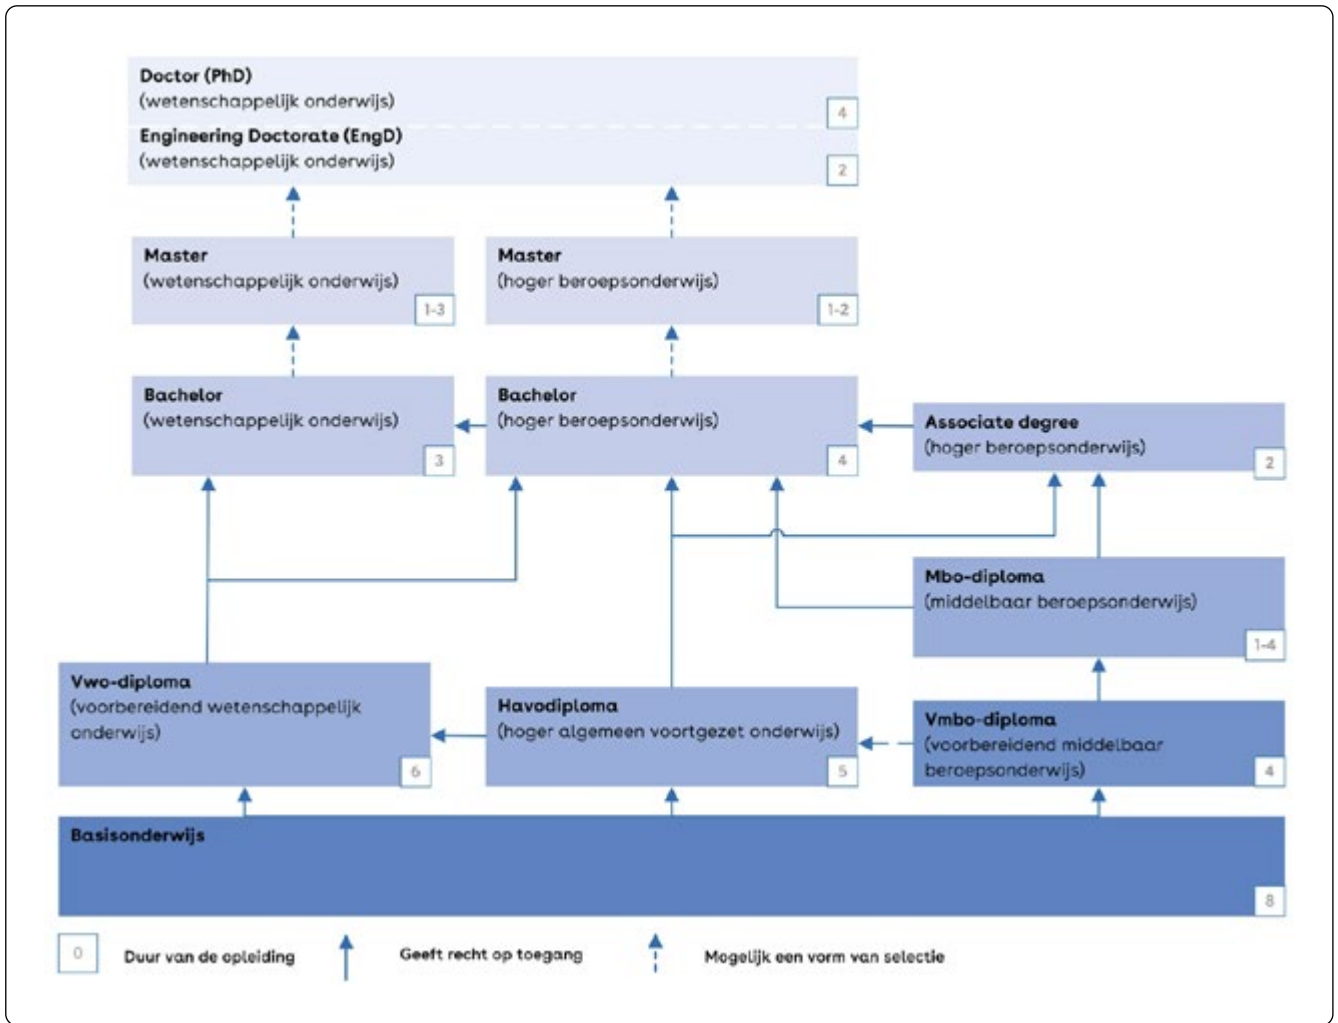 Doctor (PhD)
(wetenschappelijk onderwijs)
4
Engineering Doctorate (EngD)
(wetenschappelijk onderwijs)
2
Master
(wetenschappelijk onderwijs)
1-3
Master
(hoger beroepsonderwijs)
1-2
Bachelor
(wetenschappelijk onderwijs)
3
Bachelor
(hoger beroepsonderwijs)
4
Associate degree
(hoger beroepsonderwijs)
2
Mbo-diploma
(middelbaar beroepsonderwijs)
1-4
Vwo-diploma
(voorbereidend wetenschappelijk
onderwijs)
6
Havodiploma
(hoger algemeen voortgezet onderwijs)
5
Vmbo-diploma
(voorbereidend middelbaar
beroepsonderwijs)
4
Basisonderwijs
8
0
Duur van de opleiding
Geeft recht op toegang
Mogelijk een vorm van selectie